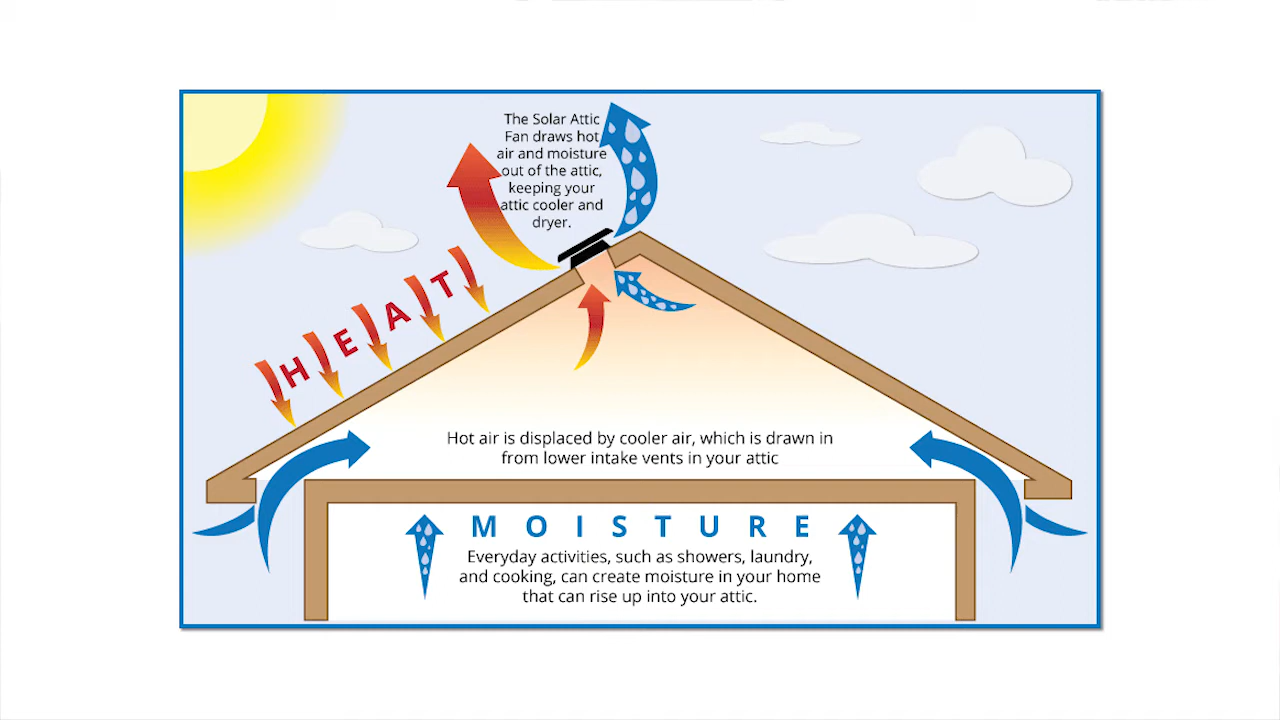 The Solar Attic
Fan draws hot
air and moisture
out of the attic,
keeping your
attic cooler and
dryer.
HEAT
Hot air is displaced by cooler air, which is drawn in
from lower intake vents in your attic
MOISTURE
Everyday activities, such as showers, laundry,
and cooking, can create moisture in your home
that can rise up into your attic.